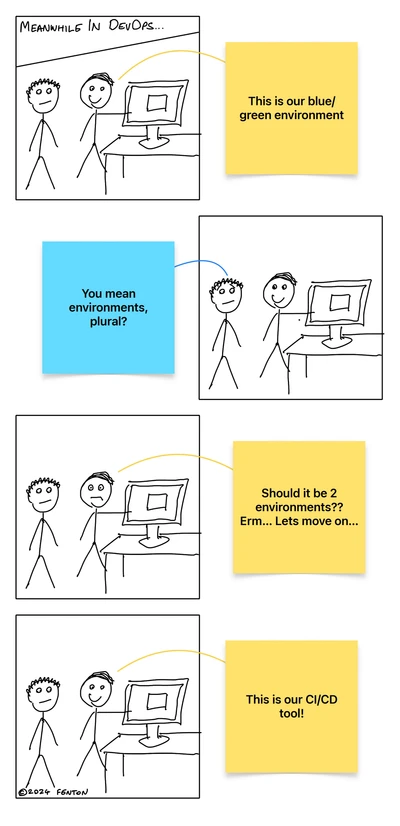 MEANWHILE IN DEVOPS...
This is our blue/
green environment
You mean
environments,
plural?
Should it be 2
environments??
Erm... Lets move on...
This is our CI/CD
tool!
©2024 FENTON